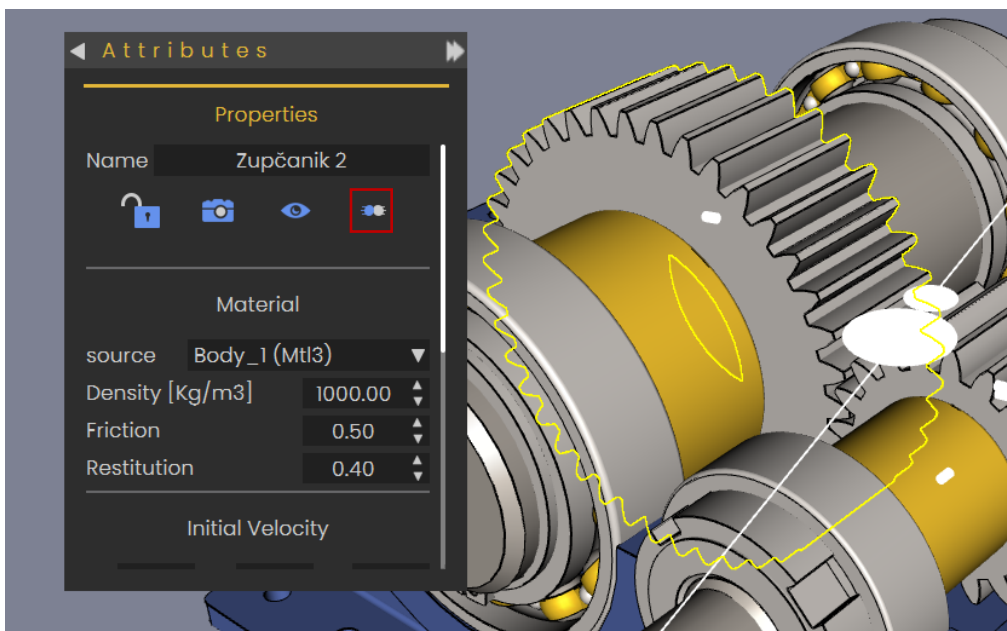 Attributes
Properties
Name Zupčanik 2
Material
source Body_1 (Mtl3)
Density [Kg/m3] 1000.00
Friction 0.50
Restitution 0.40
Initial Velocity